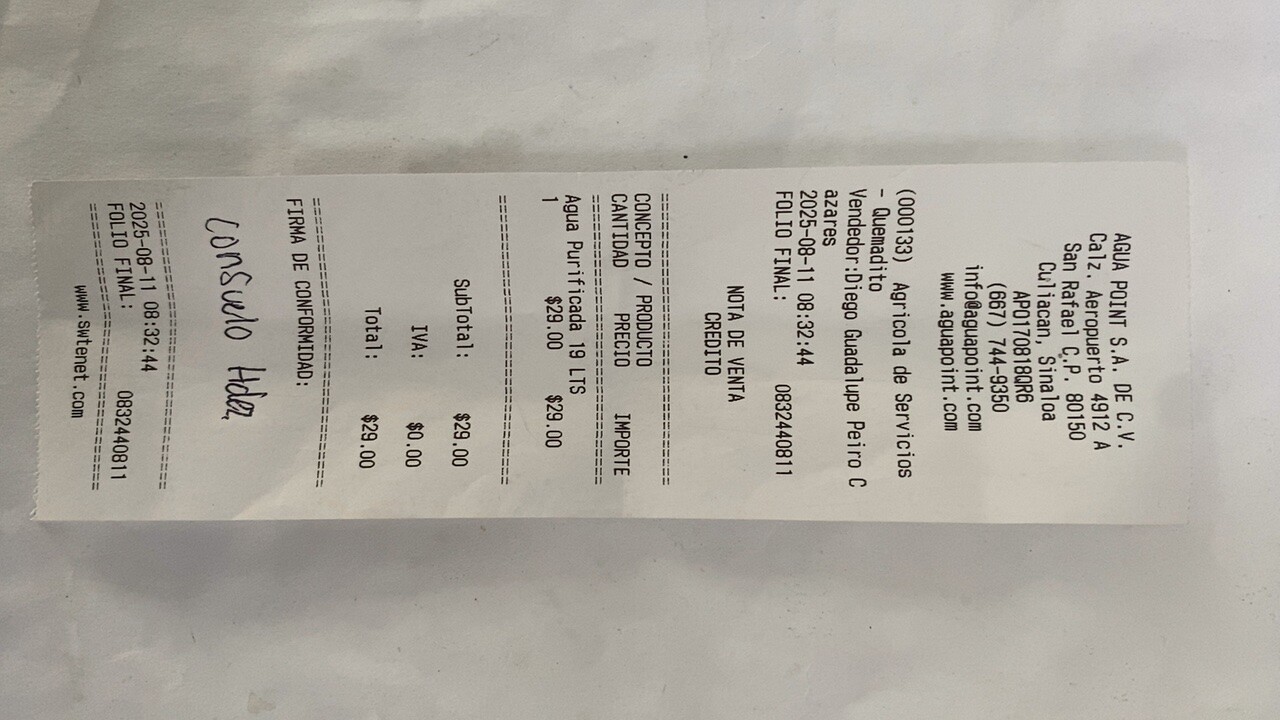 AGUA POINT S.A. DE C.V.
Calz. Aeropuerto 4912 A
San Rafael C.P. 80150
Culiacan, Sinaloa
APO170818QR6
(667) 744-9350
info@aguapoint.com
www.aguapoint.com
(000133) Agricola de Servicios
- Quemadito
Vendedor:Diego Guadalupe Peiro C
azares
2025-08-11 08:32:44
FOLIO FINAL: 0832440811
NOTA DE VENTA
CREDITO
================================
CONCEPTO / PRODUCTO
CANTIDAD PRECIO IMPORTE
================================
Agua Purificada 19 LTS
1 $29.00 $29.00
================================
SubTotal: $29.00
IVA: $0.00
Total: $29.00
================================
FIRMA DE CONFORMIDAD:
Consuelo Hdez
================================
2025-08-11 08:32:44
FOLIO FINAL: 0832440811
================================
www.swtenet.com